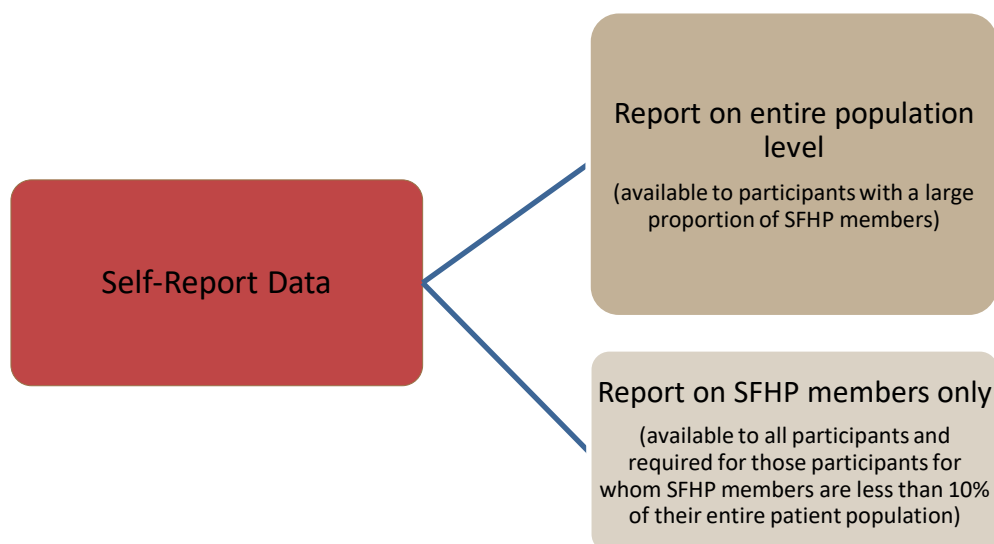 Self-Report Data
Report on entire population
level
(available to participants with a large
proportion of SFHP members)
Report on SFHP members only
(available to all participants and
required for those participants for
whom SFHP members are less than 10%
of their entire patient population)